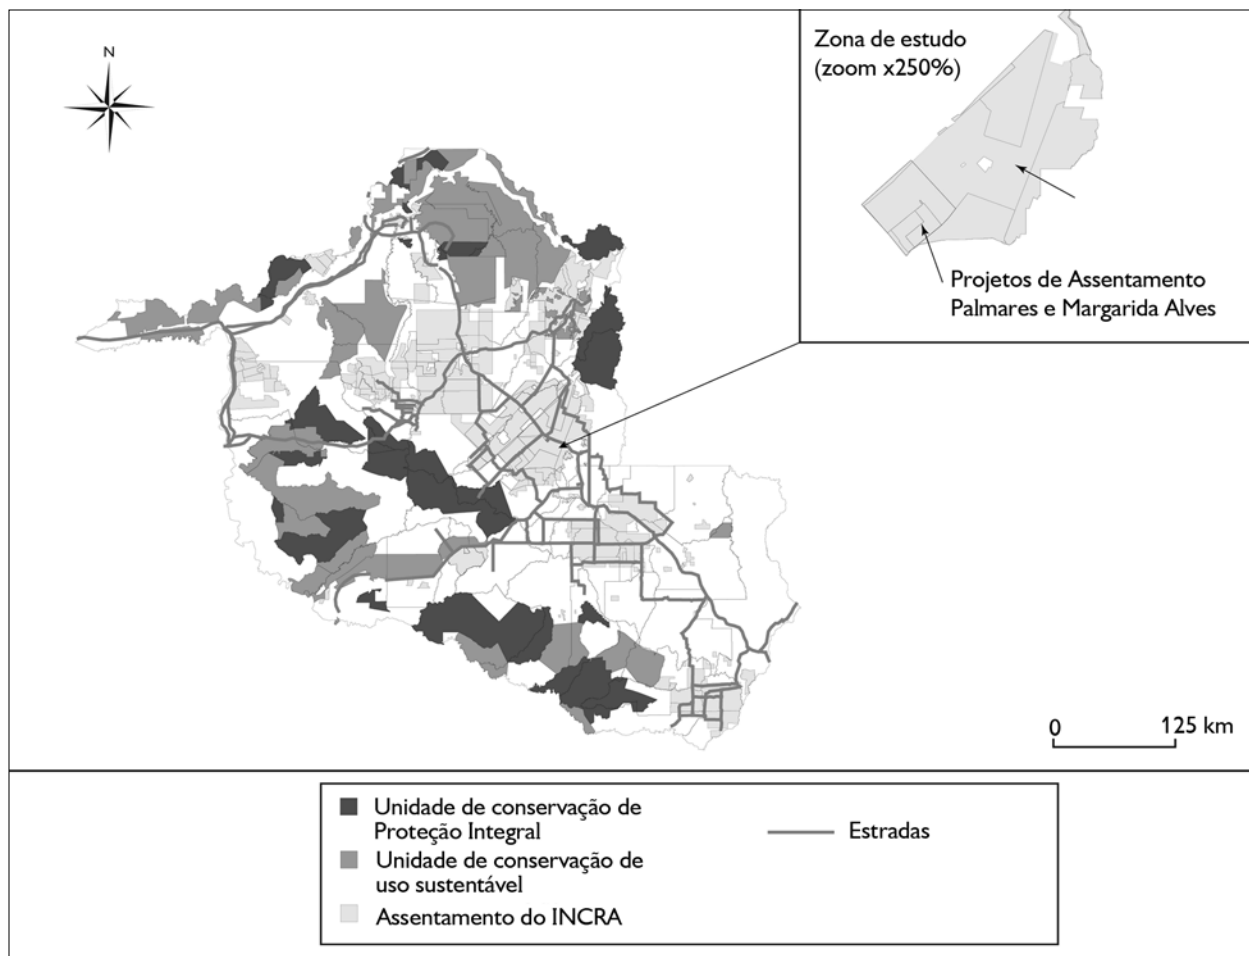 N
Zona de estudo
(zoom x250%)
Projetos de Assentamento
Palmares e Margarida Alves
0 125 km
Unidade de conservação de
Proteção Integral
Estradas
Unidade de conservação de
uso sustentável
Assentamento do INCRA